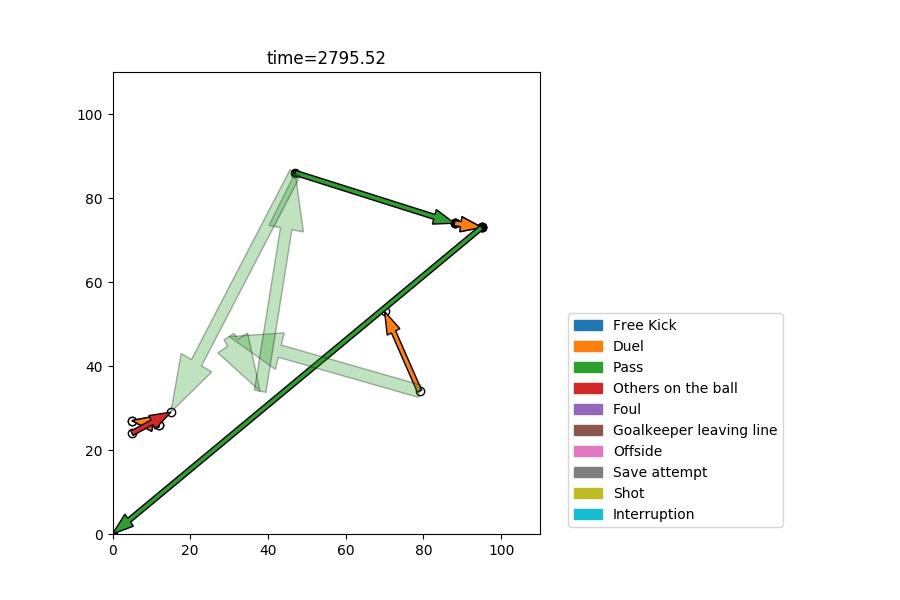 time=2795.52
100
80
60
40
20
0
0 20 40 60 80 100
Free Kick
Duel
Pass
Others on the ball
Foul
Goalkeeper leaving line
Offside
Save attempt
Shot
Interruption